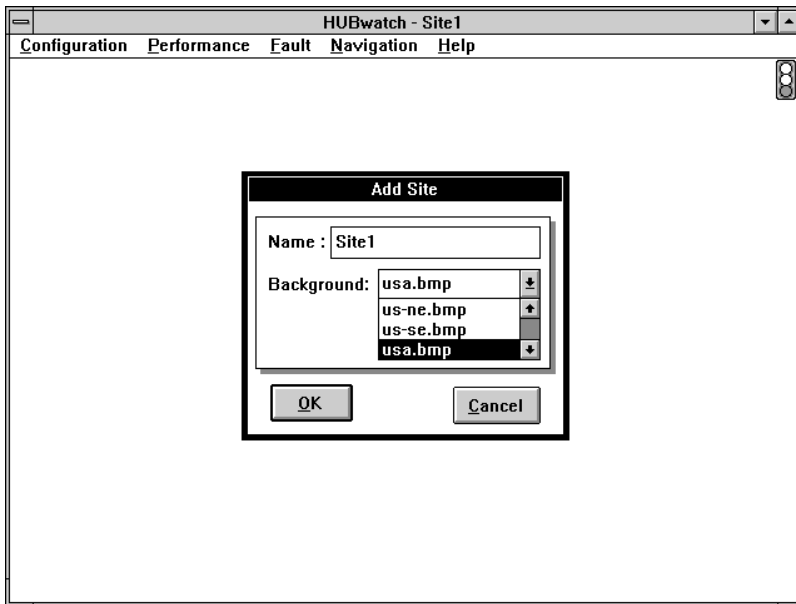 HUBwatch - Site1
Configuration Performance Fault Navigation Help
Add Site
Name : Site1
Background: usa.bmp
us-ne.bmp
us-se.bmp
usa.bmp
OK Cancel